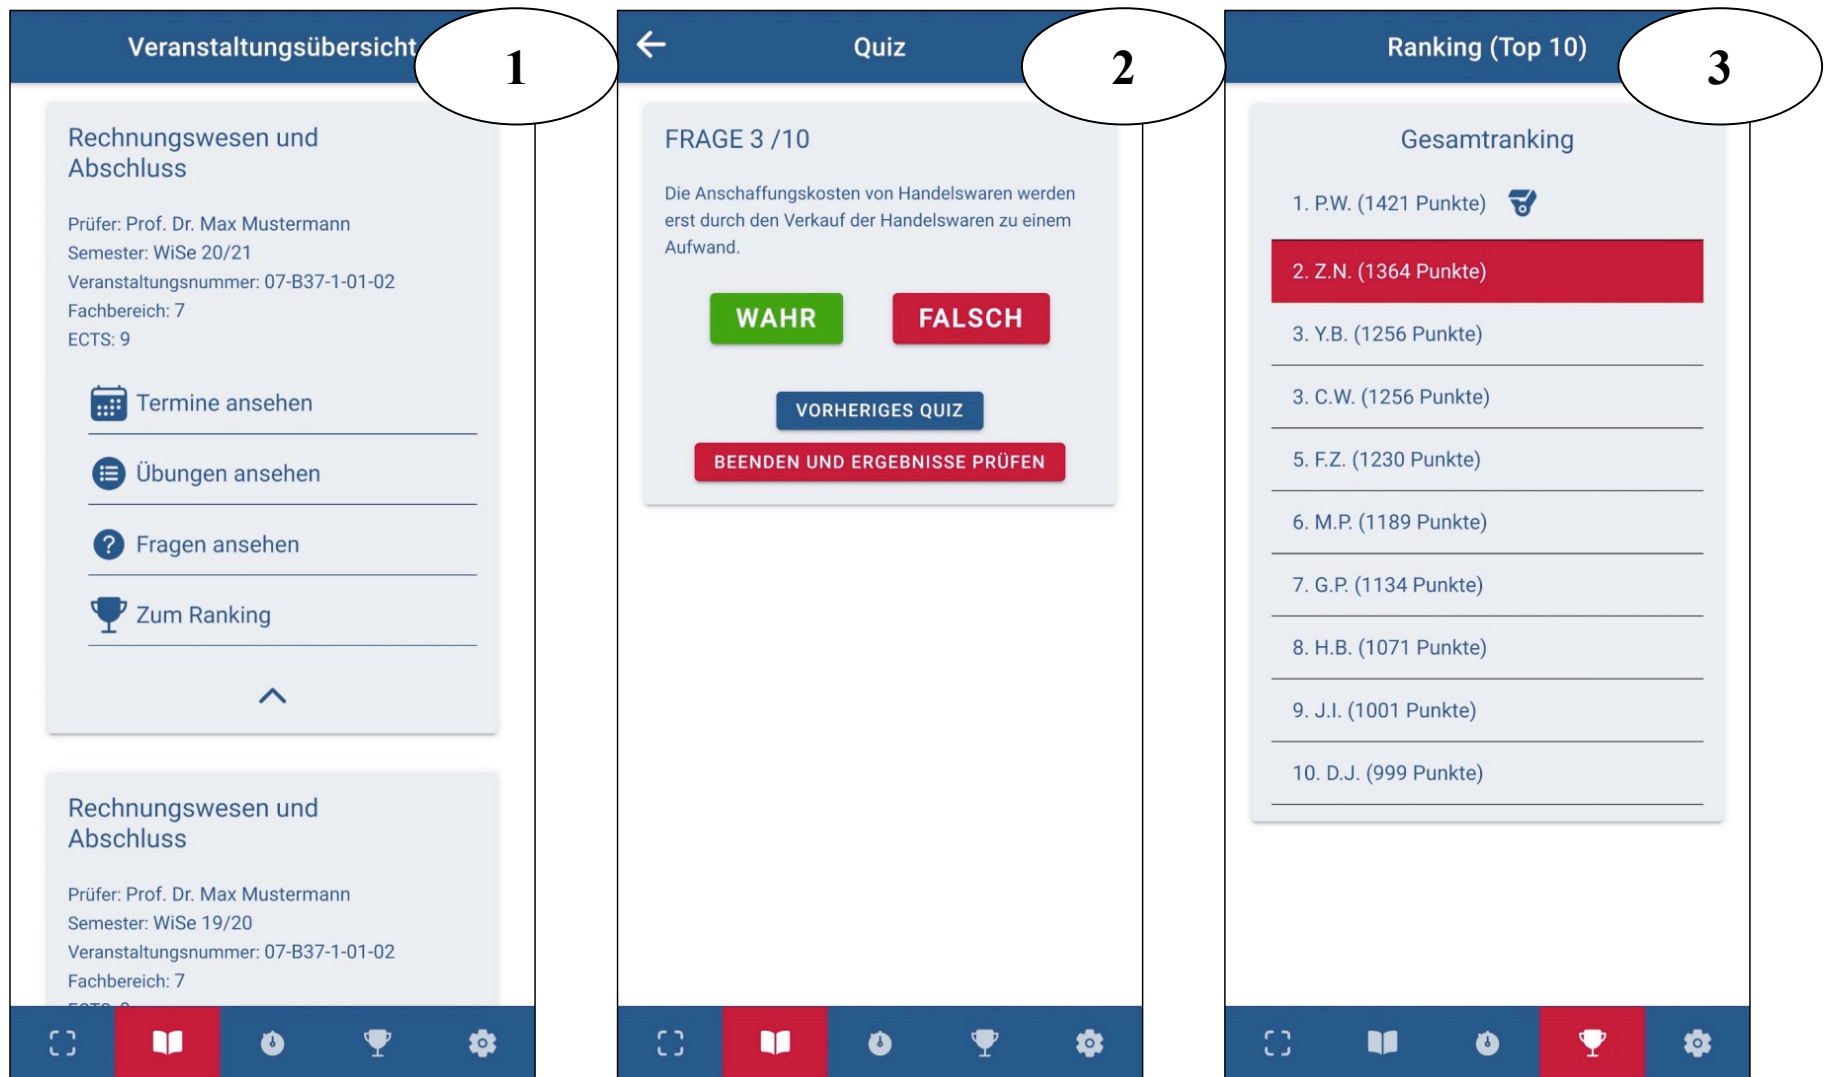 Veranstaltungsübersicht
1
Rechnungswesen und
Abschluss
Prüfer: Prof. Dr. Max Mustermann
Semester: WiSe 20/21
Veranstaltungsnummer: 07-B37-1-01-02
Fachbereich: 7
ECTS: 9
Termine ansehen
Übungen ansehen
Fragen ansehen
Zum Ranking
Rechnungswesen und
Abschluss
Prüfer: Prof. Dr. Max Mustermann
Semester: WiSe 19/20
Veranstaltungsnummer: 07-B37-1-01-02
Fachbereich: 7
Quiz
2
FRAGE 3 /10
Die Anschaffungskosten von Handelswaren werden
erst durch den Verkauf der Handelswaren zu einem
Aufwand.
WAHR FALSCH
VORHERIGES QUIZ
BEENDEN UND ERGEBNISSE PRÜFEN
Ranking (Top 10)
3
Gesamtranking
1. P.W. (1421 Punkte)
2. Z.N. (1364 Punkte)
3. Y.B. (1256 Punkte)
3. C.W. (1256 Punkte)
5. F.Z. (1230 Punkte)
6. M.P. (1189 Punkte)
7. G.P. (1134 Punkte)
8. H.B. (1071 Punkte)
9. J.I. (1001 Punkte)
10. D.J. (999 Punkte)